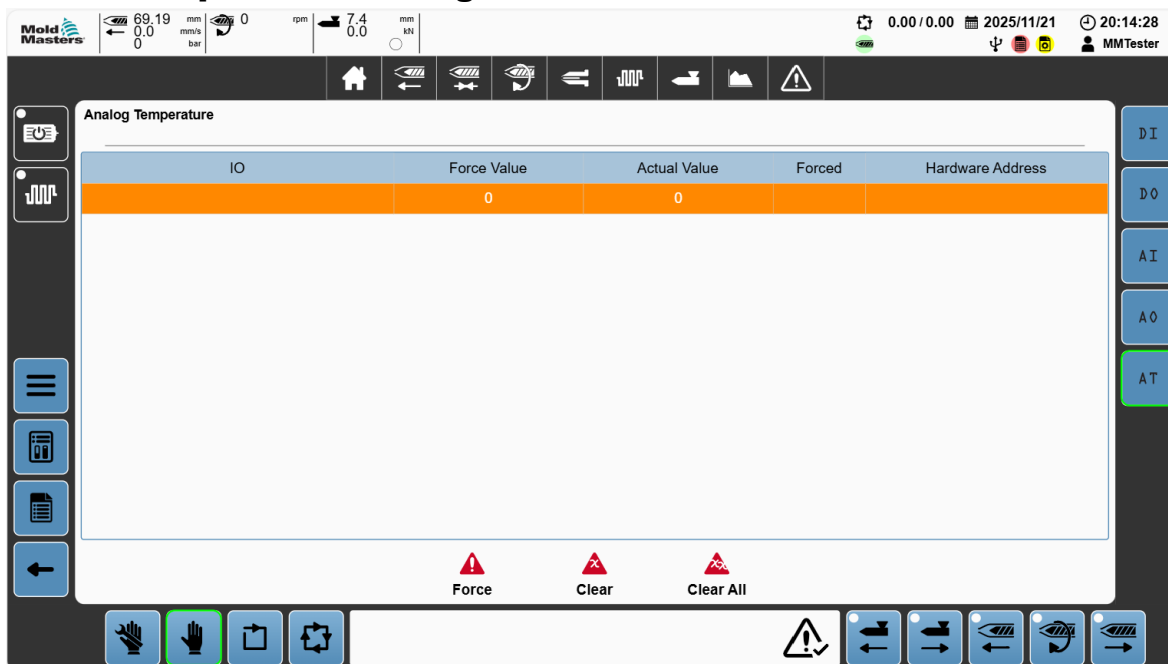 Mold
Masters
69.19 mm
0.0 mm/s
0 bar
0 rpm
7.4 mm
0.0 kN
0.00 / 0.00
2025/11/21
20:14:28
MMTester
Analog Temperature
IO Force Value Actual Value Forced Hardware Address
0 0
DI
DO
AI
AO
AT
Force Clear Clear All